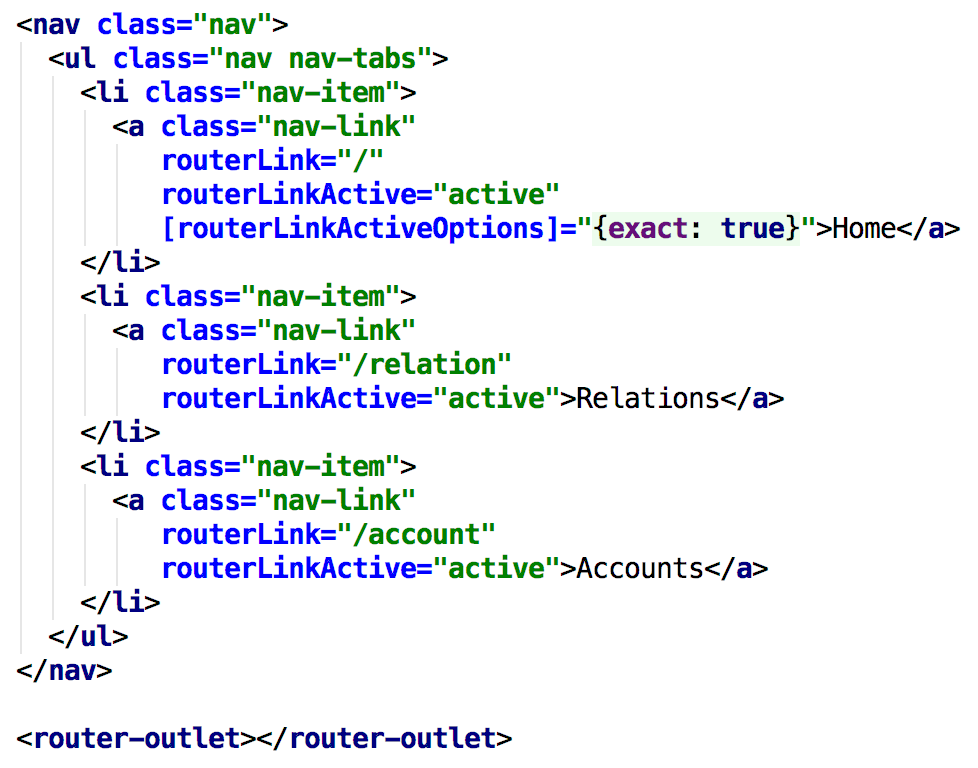 <nav class="nav">
  <ul class="nav nav-tabs">
    <li class="nav-item">
      <a class="nav-link"
         routerLink="/"
         routerLinkActive="active"
         [routerLinkActiveOptions]="{exact: true}">Home</a>
    </li>
    <li class="nav-item">
      <a class="nav-link"
         routerLink="/relation"
         routerLinkActive="active">Relations</a>
    </li>
    <li class="nav-item">
      <a class="nav-link"
         routerLink="/account"
         routerLinkActive="active">Accounts</a>
    </li>
  </ul>
</nav>

<router-outlet></router-outlet>